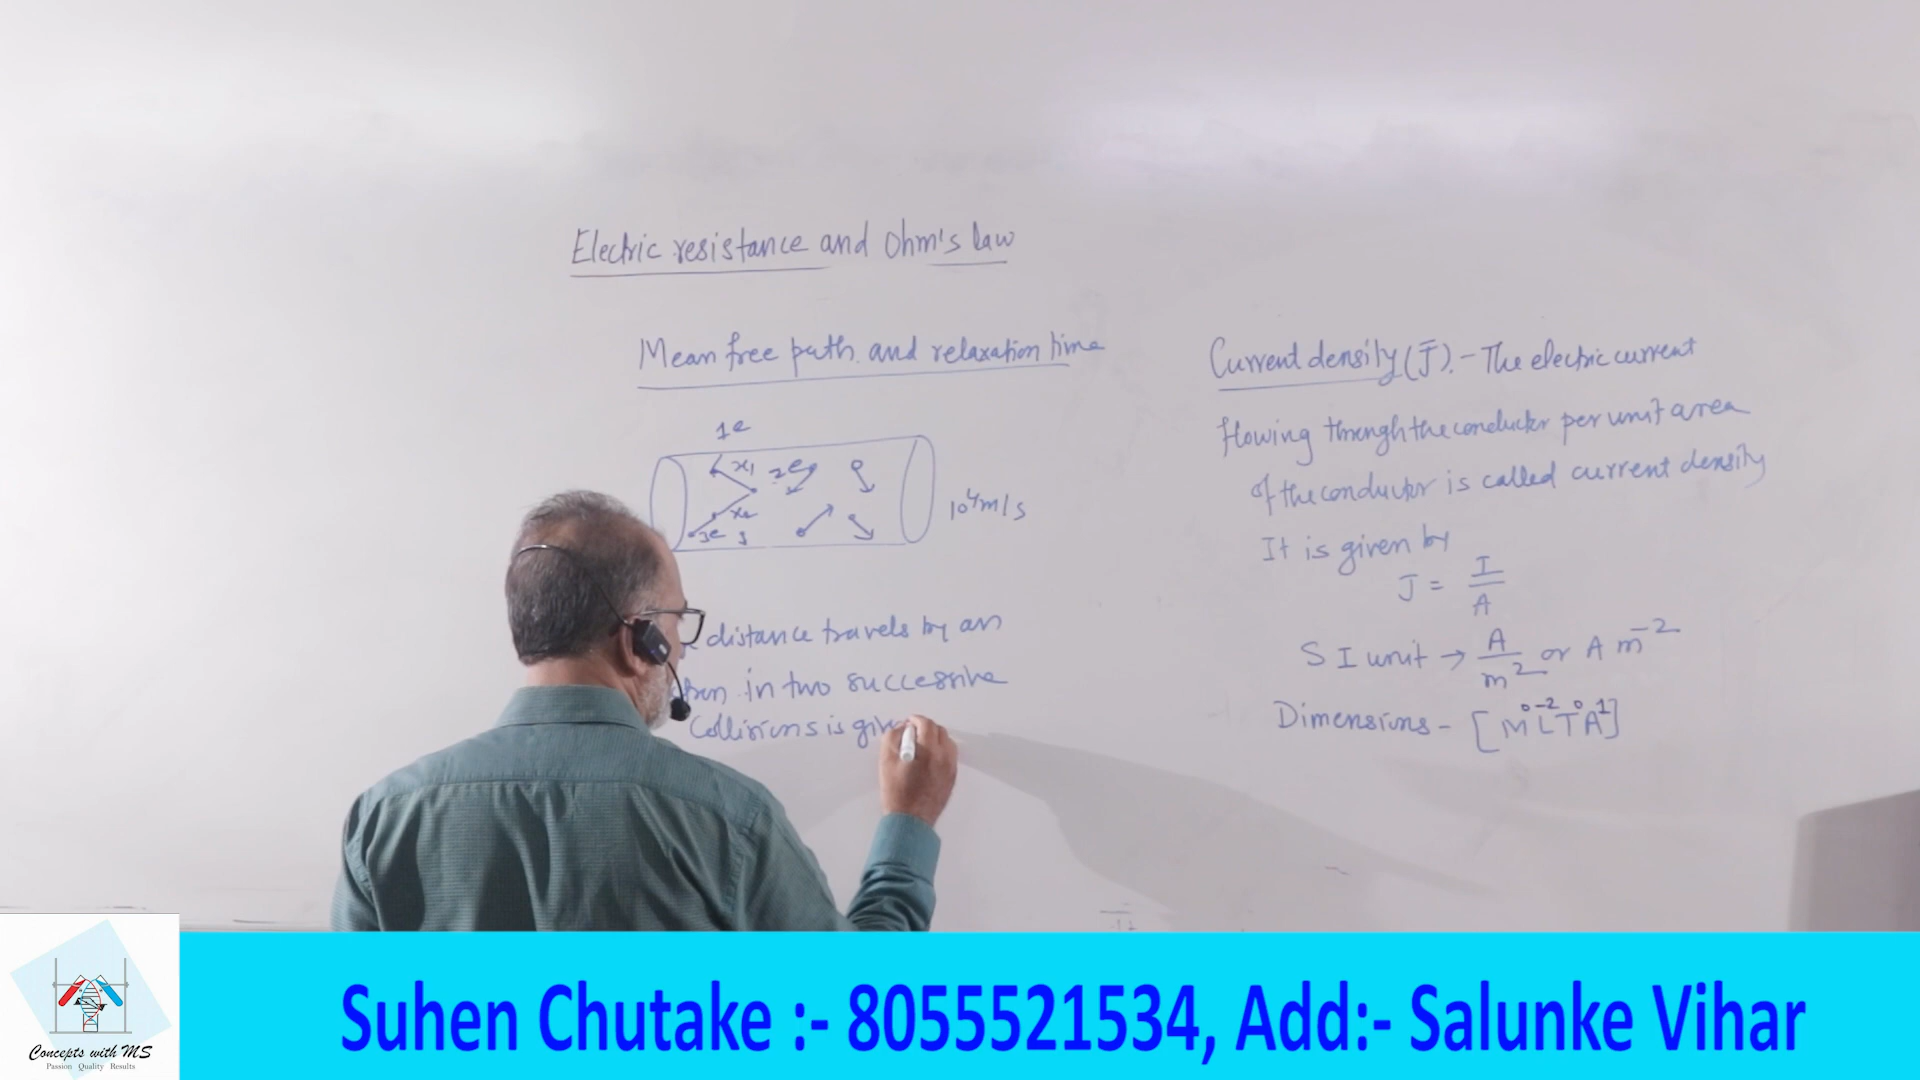 Electric resistance and Ohm's law
Mean free path and relaxation time
1e
x1 2e
x2
3e
10⁴m/s
distance travels by an
in two successive
Collisions is give
Current density (J̄) - The electric current
flowing through the conductor per unit area
of the conductor is called current density
It is given by
J = I/A
S I unit → A/m² or A m⁻²
Dimensions - [M⁰L⁻²T⁰A¹]
Concepts with MS
Passion Quality Results
Suhen Chutake :- 8055521534, Add:- Salunke Vihar